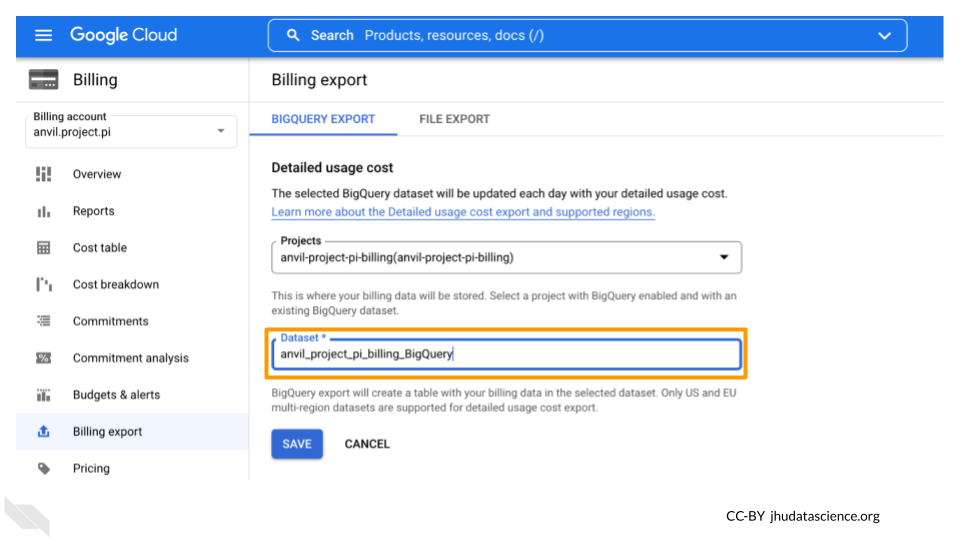 Google Cloud
Search Products, resources, docs (/)
Billing
Billing export
Billing account
anvil.project.pi
BIGQUERY EXPORT
FILE EXPORT
Overview
Reports
Cost table
Cost breakdown
Commitments
Commitment analysis
Budgets & alerts
Billing export
Pricing
Detailed usage cost
The selected BigQuery dataset will be updated each day with your detailed usage cost.
Learn more about the Detailed usage cost export and supported regions.
Projects
anvil-project-pi-billing(anvil-project-pi-billing)
This is where your billing data will be stored. Select a project with BigQuery enabled and with an
existing BigQuery dataset.
Dataset *
anvil_project_pi_billing_BigQuery
BigQuery export will create a table with your billing data in the selected dataset. Only US and EU
multi-region datasets are supported for detailed usage cost export.
SAVE
CANCEL
CC-BY jhudatascience.org